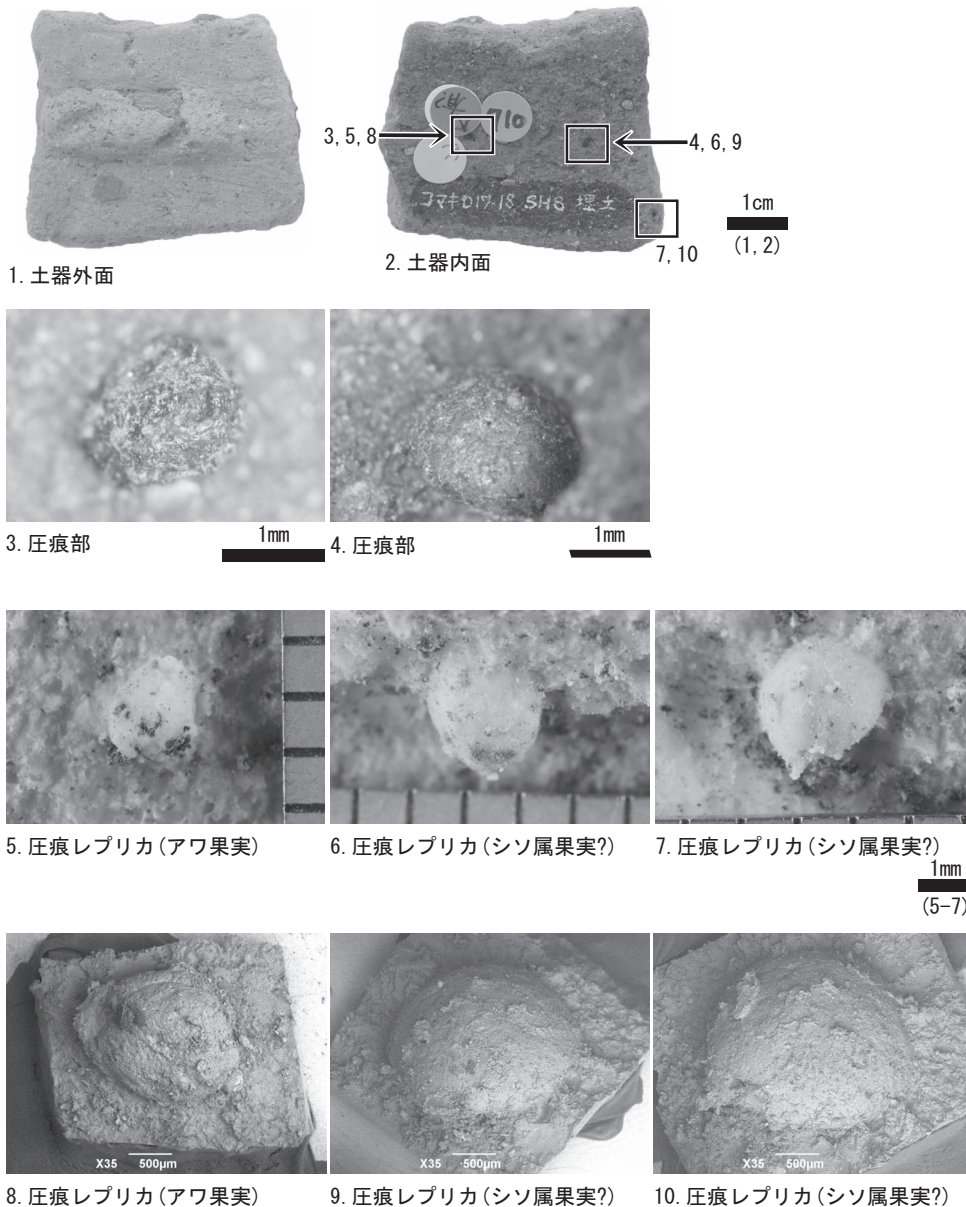 3, 5, 8
710
4, 6, 9
コマキD17-18 SH8 埋土
7, 10
1cm
(1, 2)
1. 土器外面
2. 土器内面
3. 圧痕部
1mm
4. 圧痕部
1mm
5. 圧痕レプリカ(アワ果実)
6. 圧痕レプリカ(シソ属果実?)
7. 圧痕レプリカ(シソ属果実?)
1mm
(5-7)
X35 500μm
X35 500μm
X35 500μm
8. 圧痕レプリカ(アワ果実)
9. 圧痕レプリカ(シソ属果実?)
10. 圧痕レプリカ(シソ属果実?)